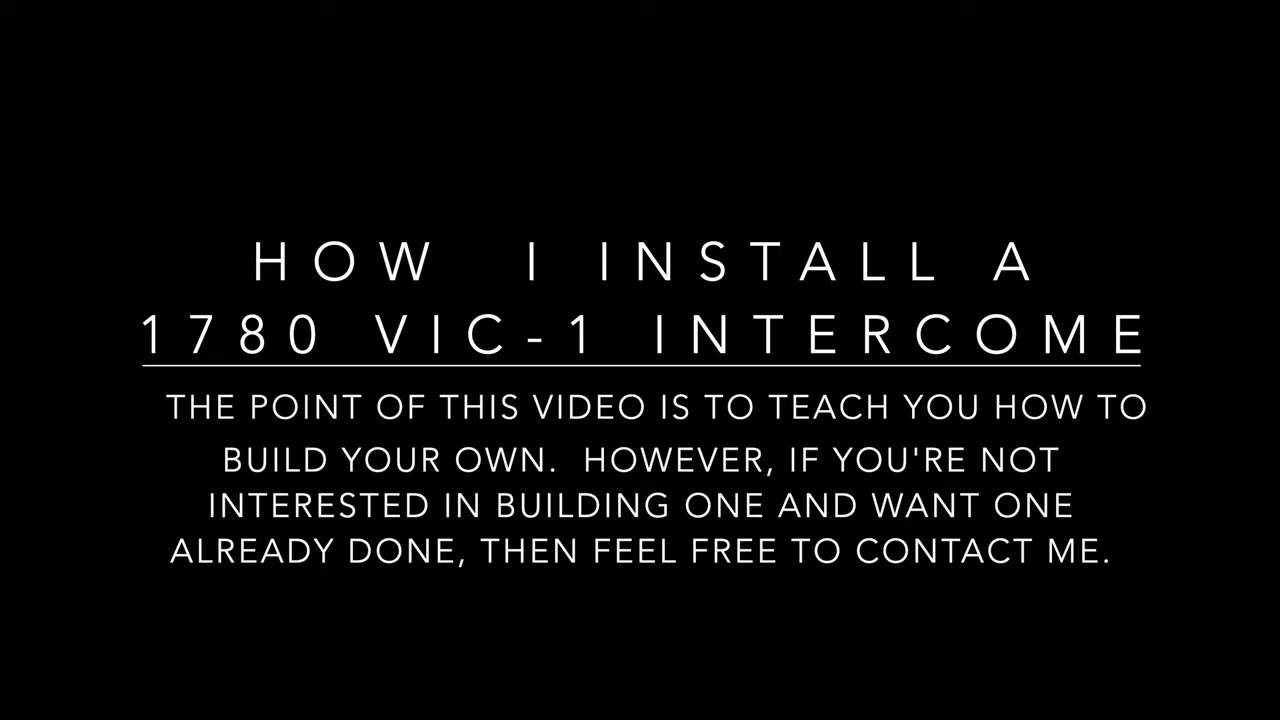 HOW I INSTALL A
1780 VIC-1 INTERCOME
THE POINT OF THIS VIDEO IS TO TEACH YOU HOW TO
BUILD YOUR OWN. HOWEVER, IF YOU'RE NOT
INTERESTED IN BUILDING ONE AND WANT ONE
ALREADY DONE, THEN FEEL FREE TO CONTACT ME.